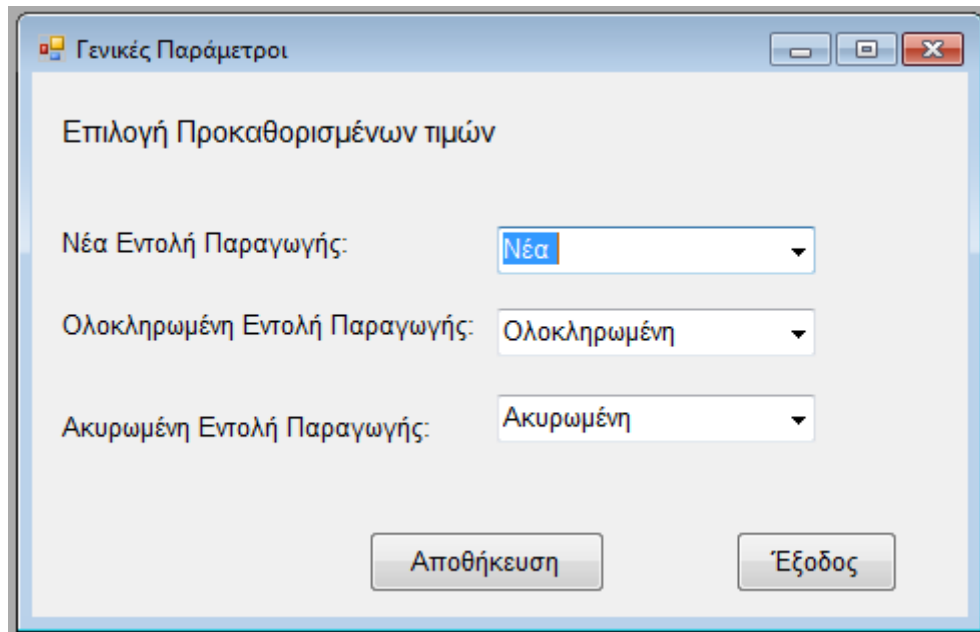 Γενικές Παράμετροι
Επιλογή Προκαθορισμένων τιμών
Νέα Εντολή Παραγωγής: Νέα
Ολοκληρωμένη Εντολή Παραγωγής: Ολοκληρωμένη
Ακυρωμένη Εντολή Παραγωγής: Ακυρωμένη
Αποθήκευση Έξοδος